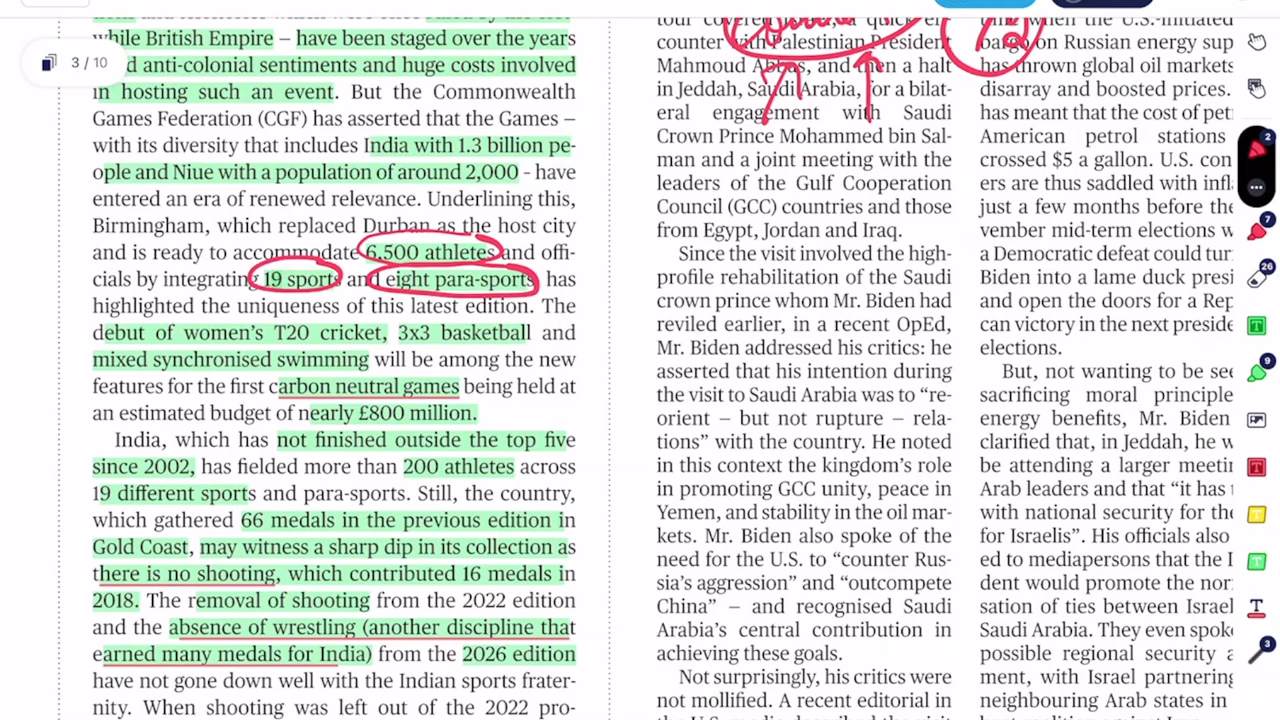 while British Empire – have been staged over the years
d anti-colonial sentiments and huge costs involved
in hosting such an event. But the Commonwealth
Games Federation (CGF) has asserted that the Games –
with its diversity that includes India with 1.3 billion pe-
ople and Niue with a population of around 2,000 - have
entered an era of renewed relevance. Underlining this,
Birmingham, which replaced Durban as the host city
and is ready to accommodate 6,500 athletes and offi-
cials by integrating 19 sports and eight para-sports, has
highlighted the uniqueness of this latest edition. The
debut of women's T20 cricket, 3x3 basketball and
mixed synchronised swimming will be among the new
features for the first carbon neutral games being held at
an estimated budget of nearly £800 million.
India, which has not finished outside the top five
since 2002, has fielded more than 200 athletes across
19 different sports and para-sports. Still, the country,
which gathered 66 medals in the previous edition in
Gold Coast, may witness a sharp dip in its collection as
there is no shooting, which contributed 16 medals in
2018. The removal of shooting from the 2022 edition
and the absence of wrestling (another discipline that
earned many medals for India) from the 2026 edition
have not gone down well with the Indian sports frater-
nity. When shooting was left out of the 2022 pro-
3 / 10
counter with Palestinian President
Mahmoud Abbas, and then a halt
in Jeddah, Saudi Arabia, for a bilat-
eral engagement with Saudi
Crown Prince Mohammed bin Sal-
man and a joint meeting with the
leaders of the Gulf Cooperation
Council (GCC) countries and those
from Egypt, Jordan and Iraq.
Since the visit involved the high-
profile rehabilitation of the Saudi
crown prince whom Mr. Biden had
reviled earlier, in a recent OpEd,
Mr. Biden addressed his critics: he
asserted that his intention during
the visit to Saudi Arabia was to “re-
orient – but not rupture – rela-
tions” with the country. He noted
in this context the kingdom's role
in promoting GCC unity, peace in
Yemen, and stability in the oil mar-
kets. Mr. Biden also spoke of the
need for the U.S. to “counter Rus-
sia's aggression” and “outcompete
China” – and recognised Saudi
Arabia's central contribution in
achieving these goals.
Not surprisingly, his critics were
not mollified. A recent editorial in
when the U.S.-initiated
on Russian energy sup
has thrown global oil markets
disarray and boosted prices.
has meant that the cost of pet
American petrol stations
crossed $5 a gallon. U.S. con
ers are thus saddled with infl
just a few months before the
vember mid-term elections w
a Democratic defeat could tur
Biden into a lame duck presi
and open the doors for a Rep
can victory in the next preside
elections.
But, not wanting to be see
sacrificing moral principle
energy benefits, Mr. Biden
clarified that, in Jeddah, he w
be attending a larger meetin
Arab leaders and that “it has t
with national security for the
for Israelis”. His officials also
ed to mediapersons that the I
dent would promote the nor
sation of ties between Israel
Saudi Arabia. They even spoke
possible regional security a
ment, with Israel partnering
neighbouring Arab states in
2
7
26
T
9
T
T
T
T
3